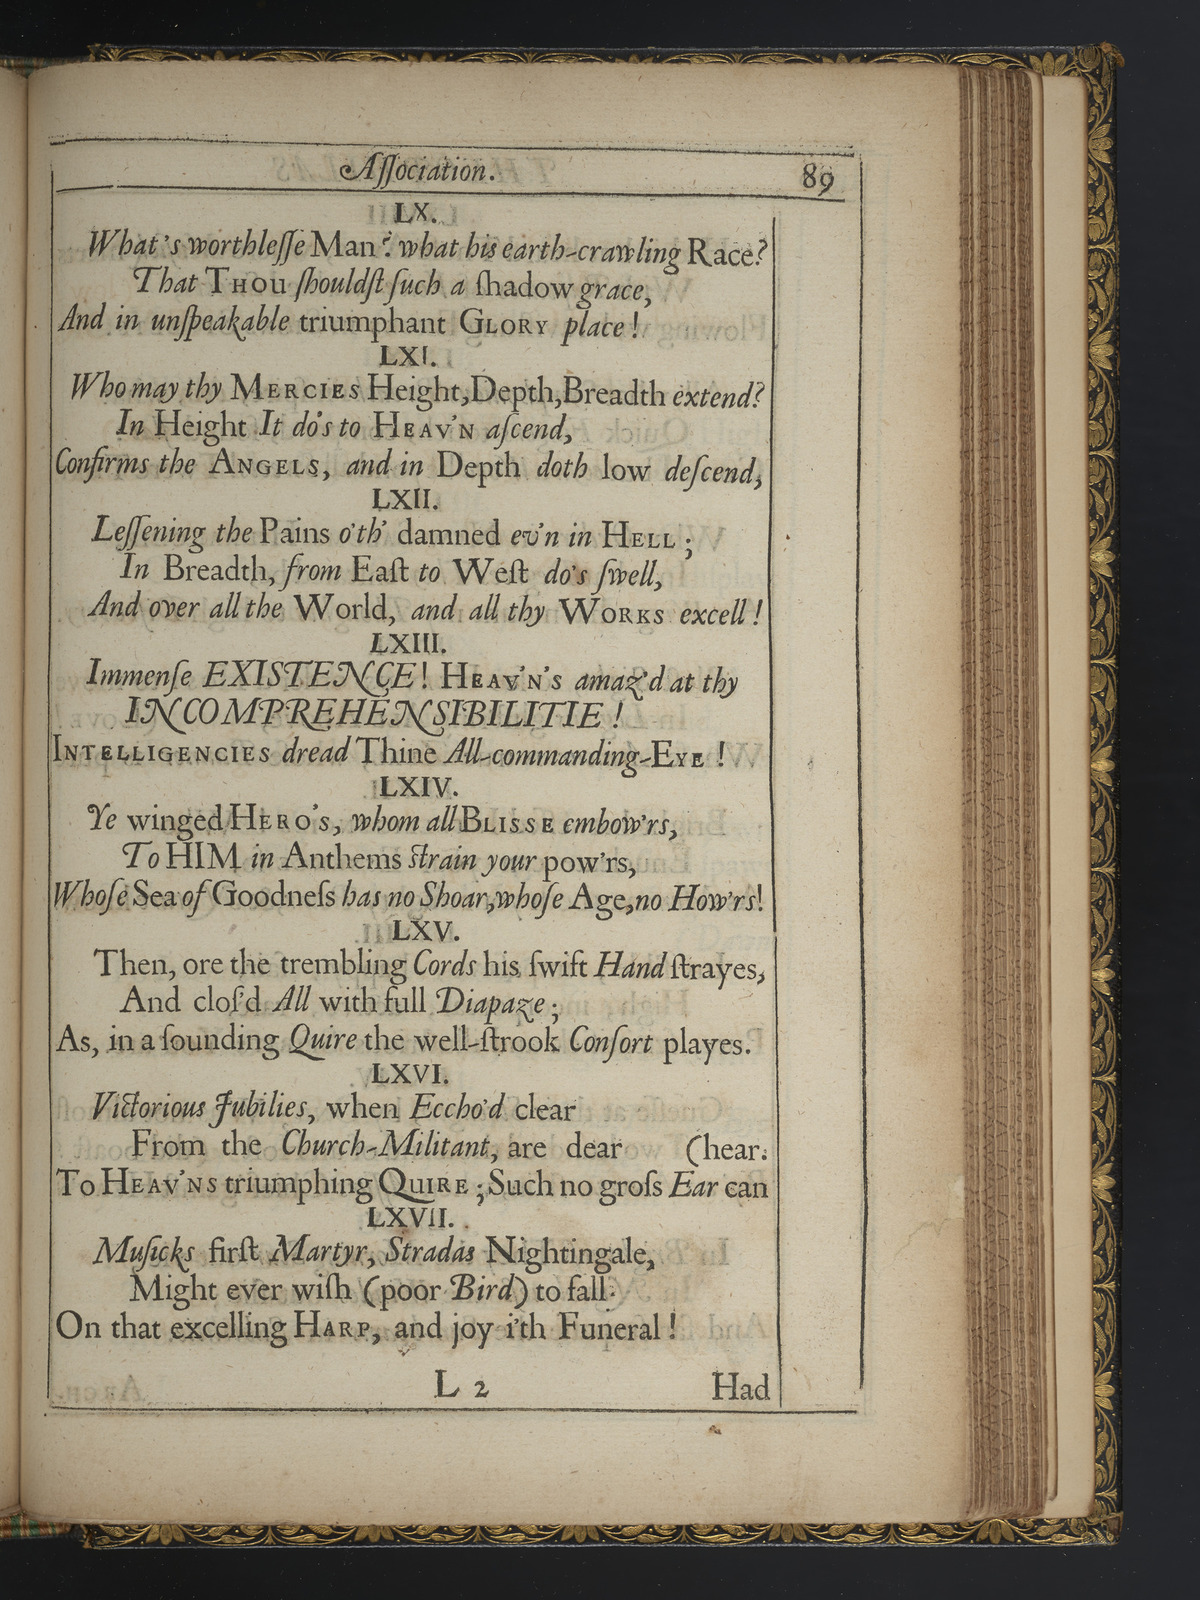 Aſſociation. 89
LX.
What's worthleſſe Man? what his earth-crawling Race?
That THOU ſhouldſt ſuch a ſhadow grace,
And in unſpeakable triumphant GLORY place!
LXI.
Who may thy MERCIES Height, Depth, Breadth extend?
In Height It do's to HEAV'N aſcend,
Confirms the ANGELS, and in Depth doth low deſcend,
LXII.
Leſſening the Pains o'th' damned ev'n in HELL;
In Breadth, from Eaſt to Weſt do's ſwell,
And over all the World, and all thy WORKS excell!
LXIII.
Immenſe EXISTENCE! HEAV'N'S amaz'd at thy
INCOMPREHENSIBILITIE!
INTELLIGENCIES dread Thine All-commanding-EYE!
LXIV.
Ye winged HERO'S, whom all BLISSE embow'rs,
To HIM in Anthems ſtrain your pow'rs,
Whoſe Sea of Goodneſs has no Shoar, whoſe Age, no How'rs!
LXV.
Then, ore the trembling Cords his ſwift Hand ſtrayes,
And cloſ'd All with full Diapaze;
As, in a ſounding Quire the well-ſtrook Conſort playes.
LXVI.
Victorious Jubilies, when Eccho'd clear
From the Church-Militant, are dear (hear.
To HEAV'NS triumphing QUIRE; Such no groſs Ear can
LXVII.
Muſicks firſt Martyr, Stradas Nightingale,
Might ever wiſh (poor Bird) to fall
On that excelling HARP, and joy i'th Funeral!
L 2 Had